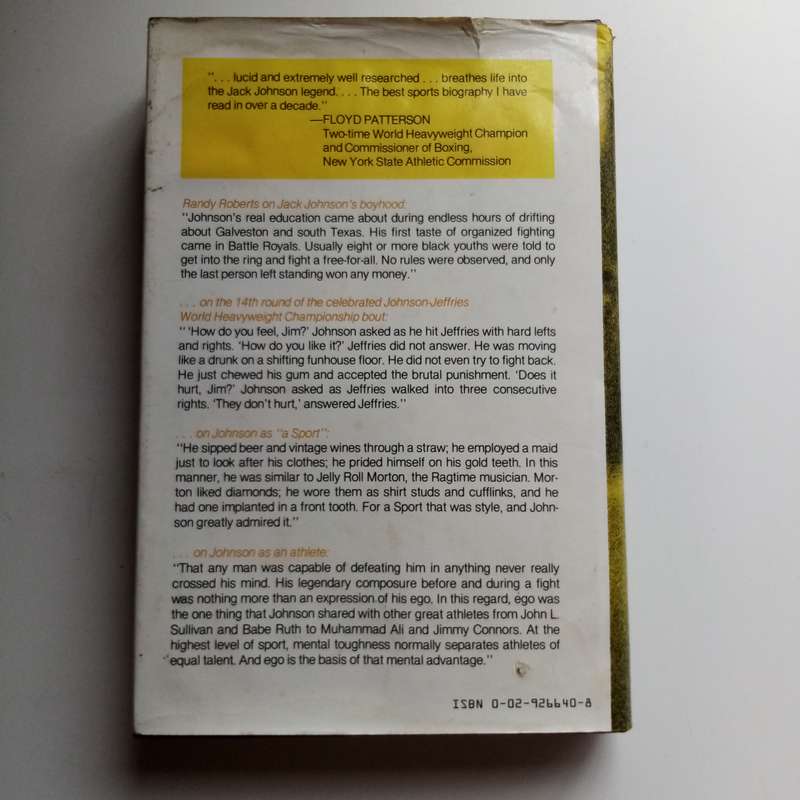 ". . . lucid and extremely well researched . . . breathes life into
the Jack Johnson legend. . . . The best sports biography I have
read in over a decade."
—FLOYD PATTERSON
Two-time World Heavyweight Champion
and Commissioner of Boxing,
New York State Athletic Commission
Randy Roberts on Jack Johnson's boyhood:
"Johnson's real education came about during endless hours of drifting
about Galveston and south Texas. His first taste of organized fighting
came in Battle Royals. Usually eight or more black youths were told to
get into the ring and fight a free-for-all. No rules were observed, and only
the last person left standing won any money."
. . . on the 14th round of the celebrated Johnson-Jeffries
World Heavyweight Championship bout:
"'How do you feel, Jim?' Johnson asked as he hit Jeffries with hard lefts
and rights. 'How do you like it?' Jeffries did not answer. He was moving
like a drunk on a shifting funhouse floor. He did not even try to fight back.
He just chewed his gum and accepted the brutal punishment. 'Does it
hurt, Jim?' Johnson asked as Jeffries walked into three consecutive
rights. 'They don't hurt,' answered Jeffries."
. . . on Johnson as "a Sport":
"He sipped beer and vintage wines through a straw; he employed a maid
just to look after his clothes; he prided himself on his gold teeth. In this
manner, he was similar to Jelly Roll Morton, the Ragtime musician. Mor-
ton liked diamonds; he wore them as shirt studs and cufflinks, and he
had one implanted in a front tooth. For a Sport that was style, and John-
son greatly admired it."
. . . on Johnson as an athlete:
"That any man was capable of defeating him in anything never really
crossed his mind. His legendary composure before and during a fight
was nothing more than an expression of his ego. In this regard, ego was
the one thing that Johnson shared with other great athletes from John L.
Sullivan and Babe Ruth to Muhammad Ali and Jimmy Connors. At the
highest level of sport, mental toughness normally separates athletes of
equal talent. And ego is the basis of that mental advantage."
ISBN 0-02-926640-8